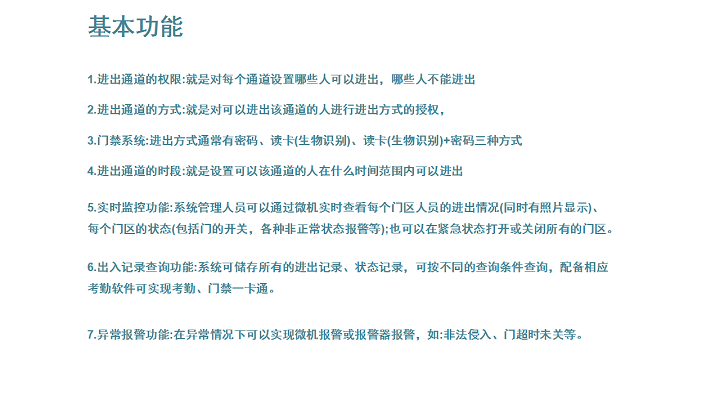 基本功能
1.进出通道的权限:就是对每个通道设置哪些人可以进出，哪些人不能进出
2.进出通道的方式:就是对可以进出该通道的人进行进出方式的授权，
3.门禁系统:进出方式通常有密码、读卡(生物识别)、读卡(生物识别)+密码三种方式
4.进出通道的时段:就是设置可以该通道的人在什么时间范围内可以进出
5.实时监控功能:系统管理人员可以通过微机实时查看每个门区人员的进出情况(同时有照片显示)、
每个门区的状态(包括门的开关，各种非正常状态报警等);也可以在紧急状态打开或关闭所有的门区。
6.出入记录查询功能:系统可储存所有的进出记录、状态记录，可按不同的查询条件查询，配备相应
考勤软件可实现考勤、门禁一卡通。
7.异常报警功能:在异常情况下可以实现微机报警或报警器报警，如:非法侵入、门超时未关等。